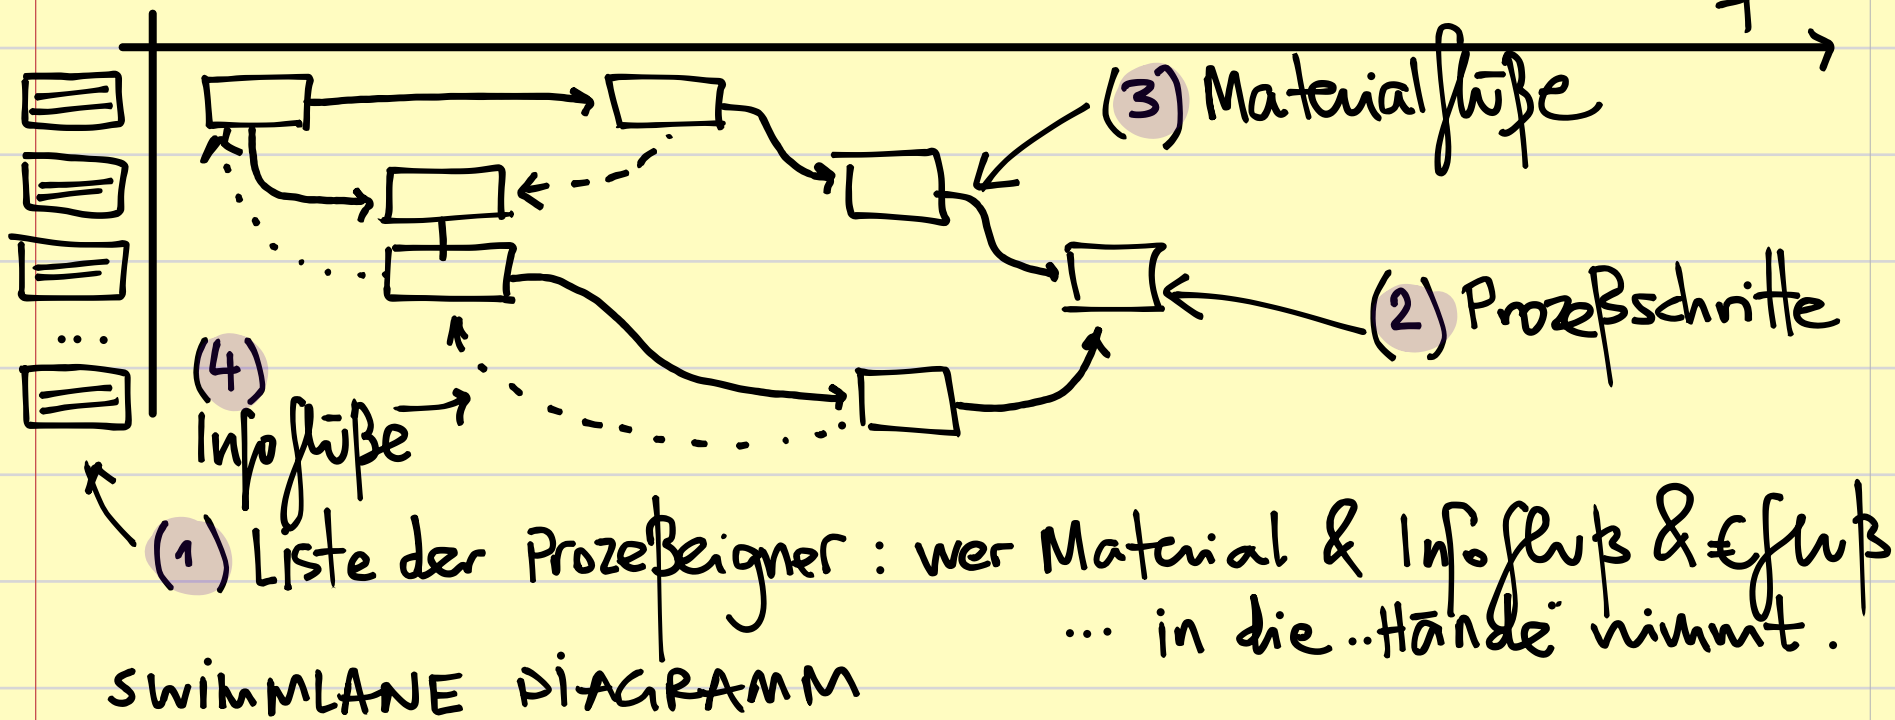 (3) Materialflüße
(2) Prozeßschritte
...
(4)
Infoflüße
(1) Liste der Prozeßeigner : wer Material & Infofluß & €fluß
... in die Hände nimmt.
SWIMMLANE DIAGRAMM